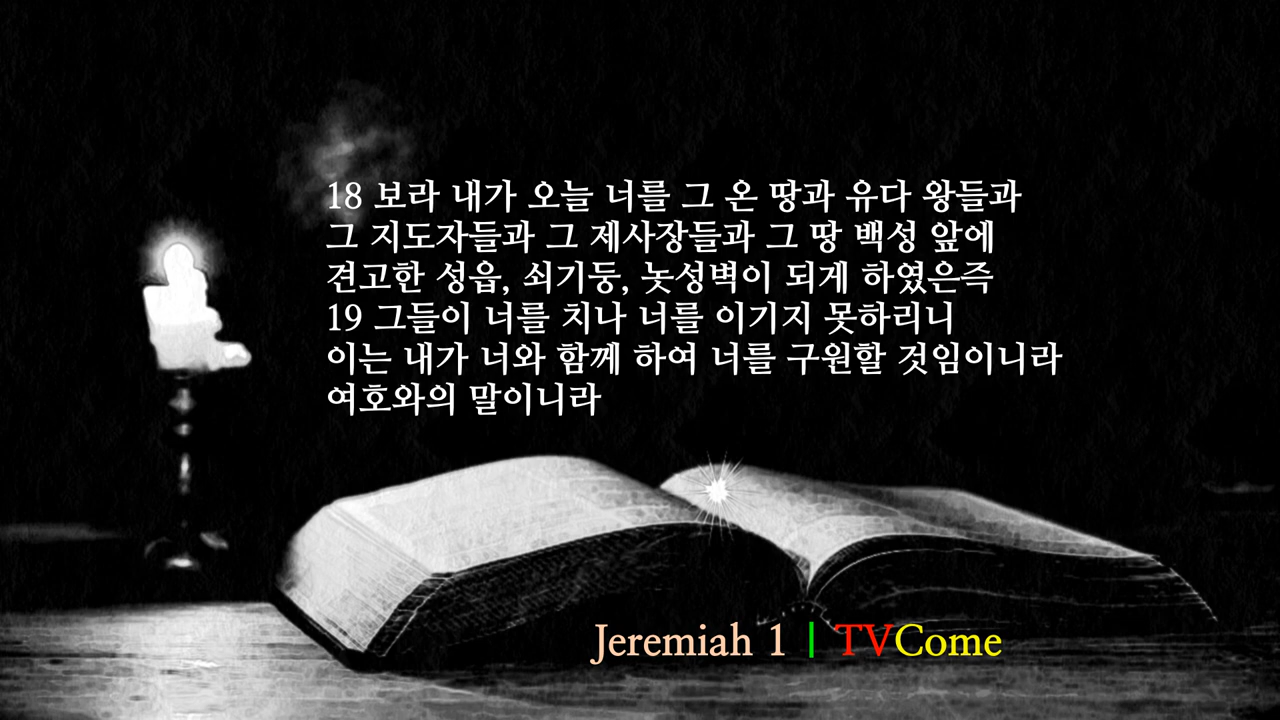 18 보라 내가 오늘 너를 그 온 땅과 유다 왕들과
그 지도자들과 그 제사장들과 그 땅 백성 앞에
견고한 성읍, 쇠기둥, 놋성벽이 되게 하였은즉
19 그들이 너를 치나 너를 이기지 못하리니
이는 내가 너와 함께 하여 너를 구원할 것임이니라
여호와의 말이니라
Jeremiah 1 | TVCome